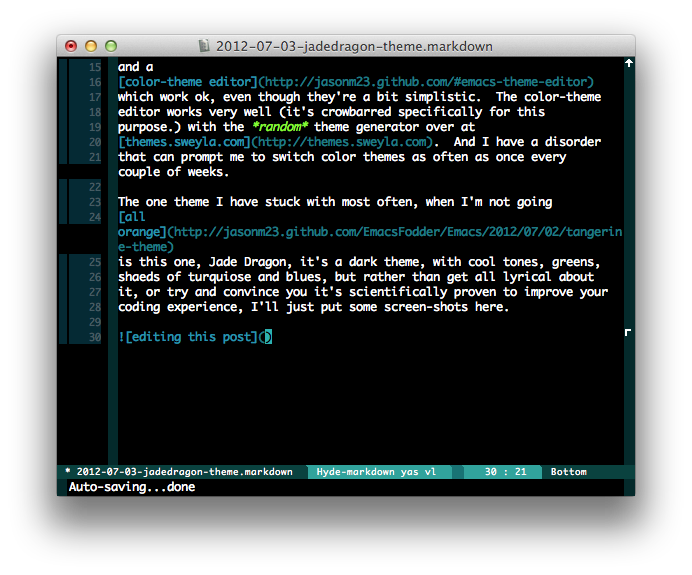 2012-07-03-jadedragon-theme.markdown
15 and a
16 [color-theme editor](http://jasonm23.github.com/#emacs-theme-editor)
17 which work ok, even though they're a bit simplistic.  The color-theme
18 editor works very well (it's crowbarred specifically for this
19 purpose.) with the *random* theme generator over at
20 [themes.sweyla.com](http://themes.sweyla.com).  And I have a disorder
21 that can prompt me to switch color themes as often as once every
couple of weeks.
22
23 The one theme I have stuck with most often, when I'm not going
24 [all
orange](http://jasonm23.github.com/EmacsFodder/Emacs/2012/07/02/tangerin
e-theme)
25 is this one, Jade Dragon, it's a dark theme, with cool tones, greens,
26 shaeds of turquiose and blues, but rather than get all lyrical about
27 it, or try and convince you it's scientifically proven to improve your
28 coding experience, I'll just put some screen-shots here.
29
30 ![editing this post]()
* 2012-07-03-jadedragon-theme.markdown Hyde-markdown yas vl 30 : 21 Bottom
Auto-saving...done